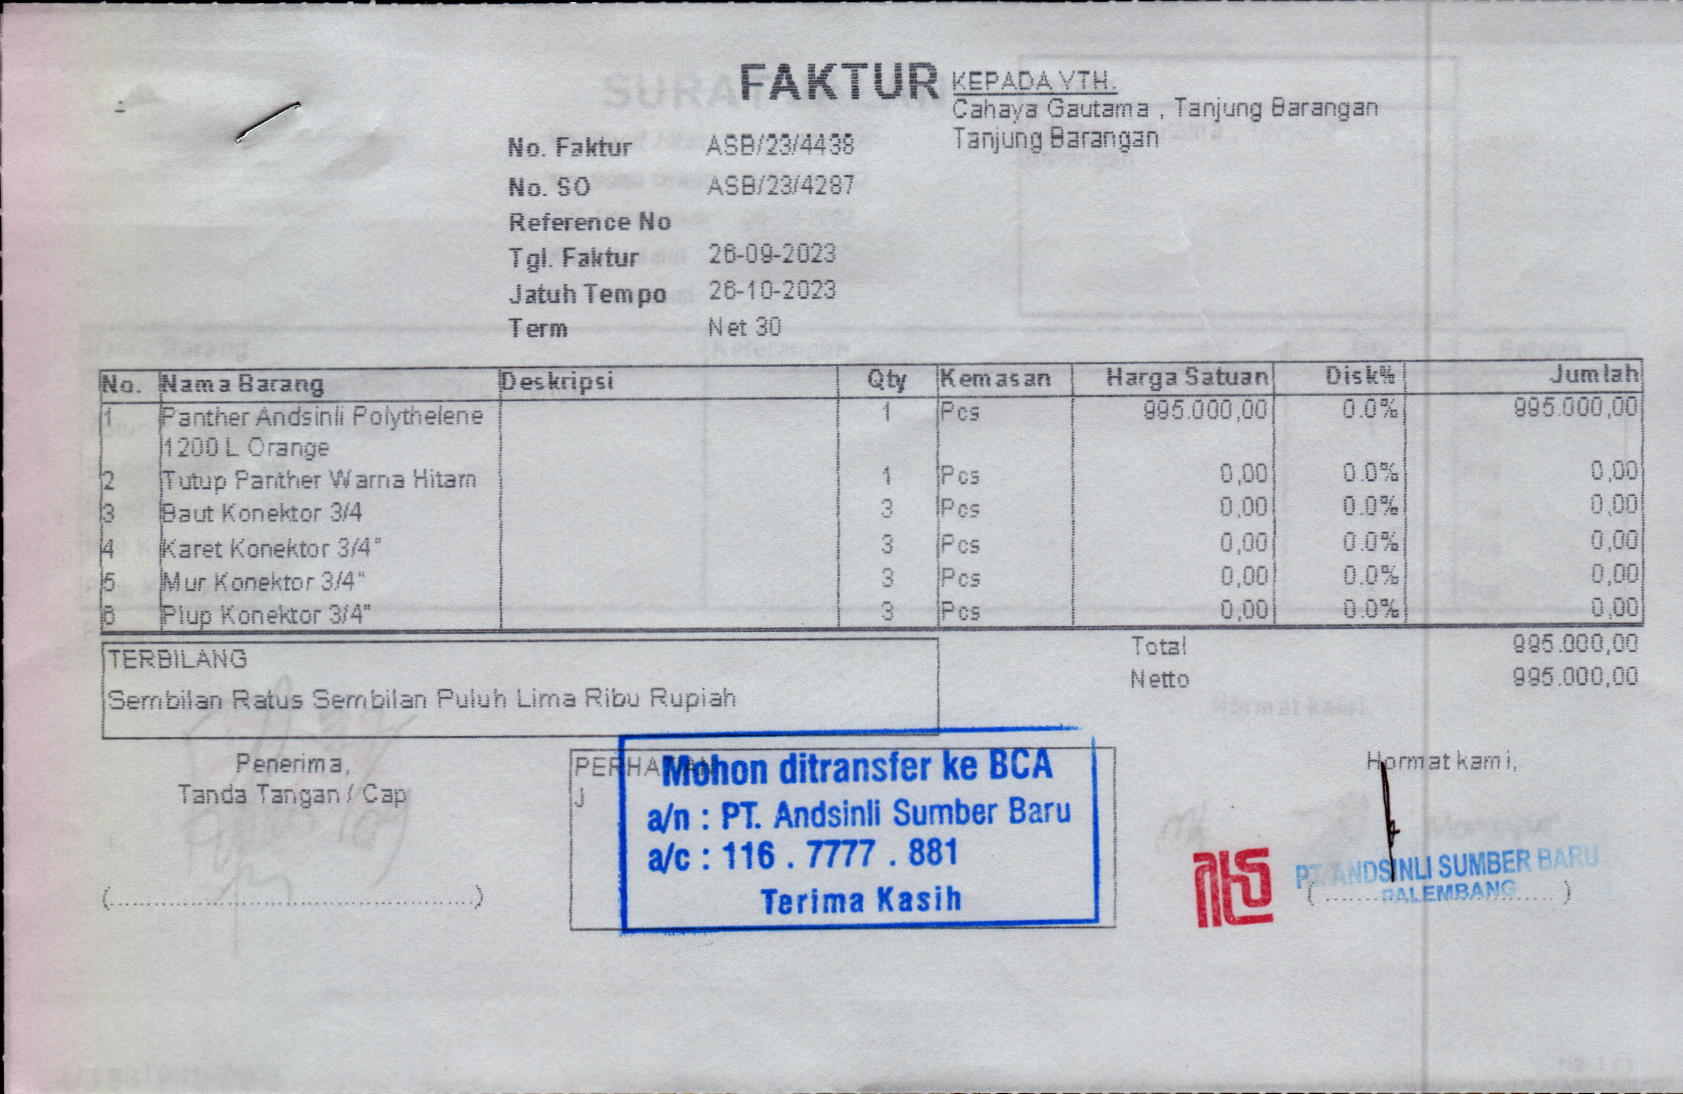 FAKTUR
KEPADA YTH.
Cahaya Gautama , Tanjung Barangan
Tanjung Barangan
No. Faktur ASB/23/4438
No. SO ASB/23/4287
Reference No
Tgl. Faktur 26-09-2023
Jatuh Tempo 26-10-2023
Term Net 30
No. Nama Barang Deskripsi Qty Kemasan Harga Satuan Disk% Jumlah
1 Panther Andsinli Polythelene 1 Pcs 995.000,00 0.0% 995.000,00
1200 L Orange
2 Tutup Panther Warna Hitam 1 Pcs 0,00 0.0% 0,00
3 Baut Konektor 3/4 3 Pcs 0,00 0.0% 0,00
4 Karet Konektor 3/4" 3 Pcs 0,00 0.0% 0,00
5 Mur Konektor 3/4" 3 Pcs 0,00 0.0% 0,00
6 Plup Konektor 3/4" 3 Pcs 0,00 0.0% 0,00
Total 995.000,00
Netto 995.000,00
TERBILANG
Sembilan Ratus Sembilan Puluh Lima Ribu Rupiah
Penerima,
Tanda Tangan / Cap
(......................................................)
J
Mohon ditransfer ke BCA
a/n : PT. Andsinli Sumber Baru
a/c : 116 . 7777 . 881
Terima Kasih
Hormat kami,
PT. ANDSINLI SUMBER BARU
PALEMBANG